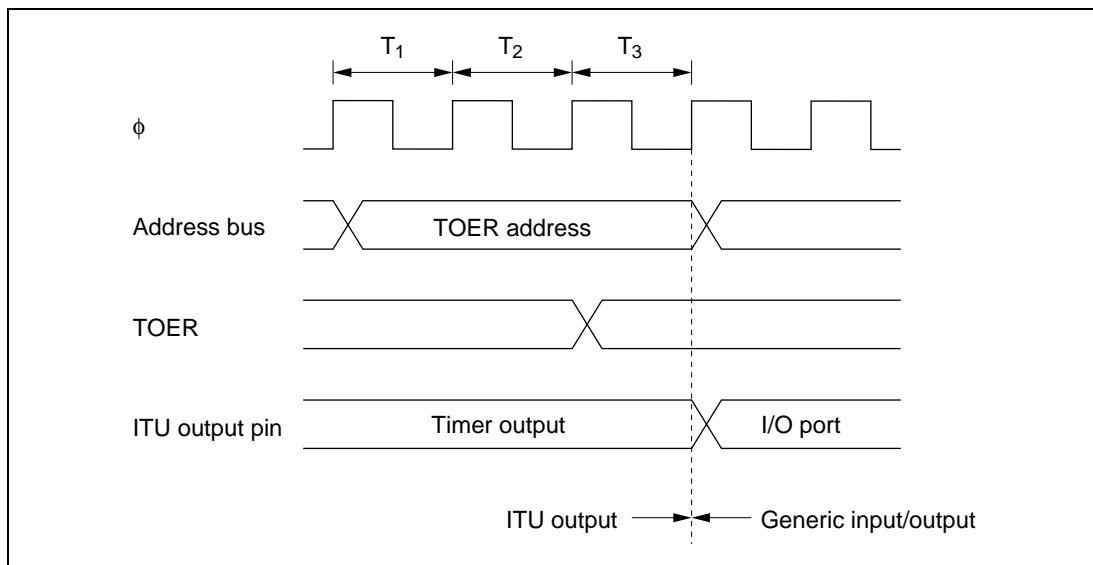 T₁ T₂ T₃
ϕ
Address bus TOER address
TOER
ITU output pin Timer output I/O port
ITU output Generic input/output